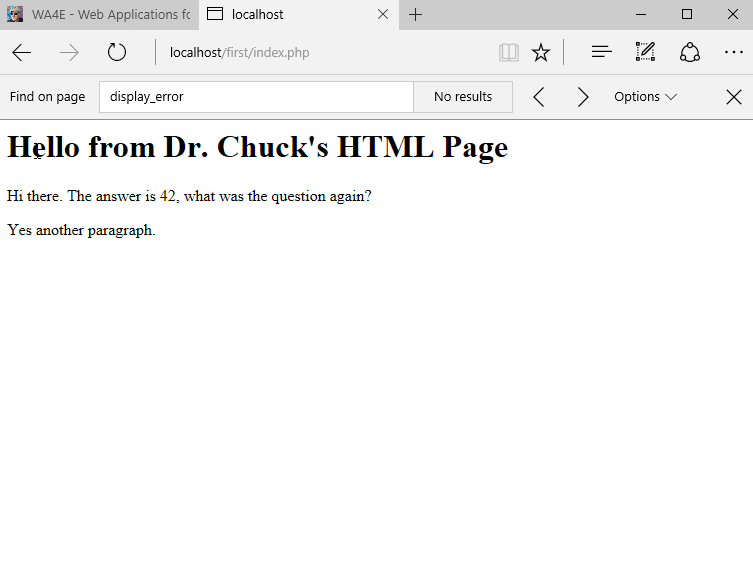 WA4E - Web Applications fo
localhost
localhost/first/index.php
Find on page
display_error
No results
Options
Hello from Dr. Chuck's HTML Page
Hi there. The answer is 42, what was the question again?
Yes another paragraph.